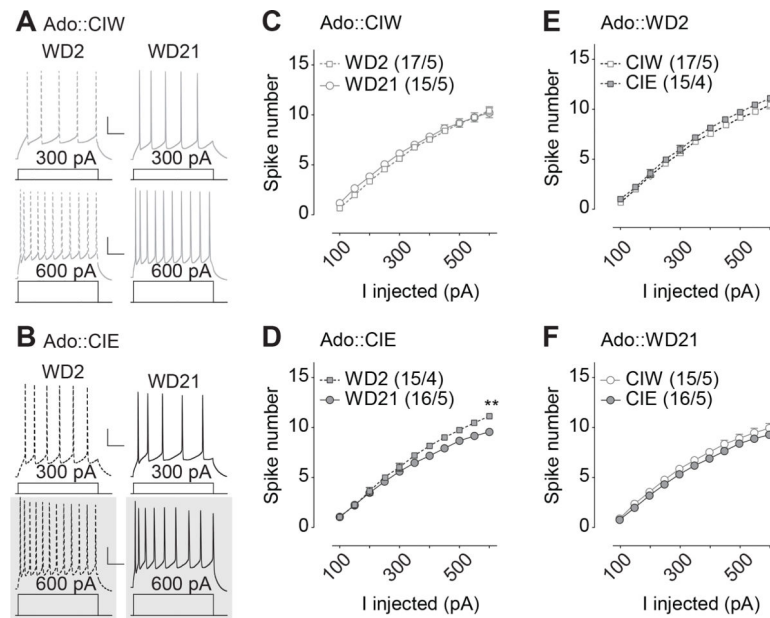 A Ado::CIW
WD2 WD21
300 pA 300 pA
600 pA 600 pA
B Ado::CIE
WD2 WD21
300 pA 300 pA
600 pA 600 pA
C Ado::CIW
WD2 (17/5)
WD21 (15/5)
Spike number
15
10
5
0
100 300 500
I injected (pA)
D Ado::CIE
WD2 (15/4)
WD21 (16/5)
**
Spike number
15
10
5
0
100 300 500
I injected (pA)
E Ado::WD2
CIW (17/5)
CIE (15/4)
Spike number
15
10
5
0
100 300 500
I injected (pA)
F Ado::WD21
CIW (15/5)
CIE (16/5)
Spike number
15
10
5
0
100 300 500
I injected (pA)